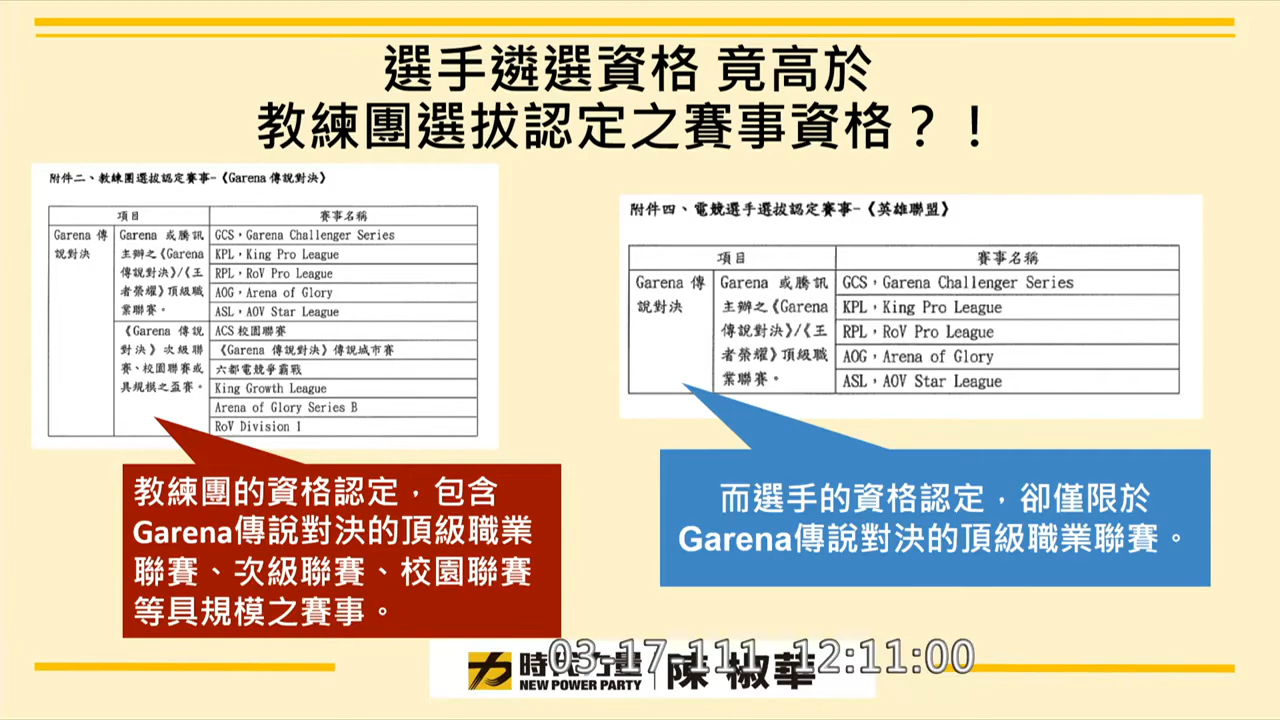 選手遴選資格 竟高於
教練團選拔認定之賽事資格？！
附件二、教練團選拔認定賽事-《Garena 傳說對決》
項目
賽事名稱
Garena 傳
說對決
Garena 或騰訊
主辦之《Garena
傳說對決》/《王
者榮耀》頂級職
業聯賽。
GCS，Garena Challenger Series
KPL，King Pro League
RPL，RoV Pro League
AOG，Arena of Glory
ASL，AOV Star League
《Garena 傳說
對決》次級聯
賽、校園聯賽或
具規模之盃賽。
ACS 校園聯賽
《Garena 傳說對決》傳說城市賽
六都電競爭霸戰
King Growth League
Arena of Glory Series B
RoV Division 1
教練團的資格認定，包含
Garena傳說對決的頂級職業
聯賽、次級聯賽、校園聯賽
等具規模之賽事。
附件四、電競選手選拔認定賽事-《英雄聯盟》
項目
賽事名稱
Garena 傳
說對決
Garena 或騰訊
主辦之《Garena
傳說對決》/《王
者榮耀》頂級職
業聯賽。
GCS，Garena Challenger Series
KPL，King Pro League
RPL，RoV Pro League
AOG，Arena of Glory
ASL，AOV Star League
而選手的資格認定，卻僅限於
Garena傳說對決的頂級職業聯賽。
時代力量
NEW POWER PARTY
陳椒華
03-17-111 12:11:00